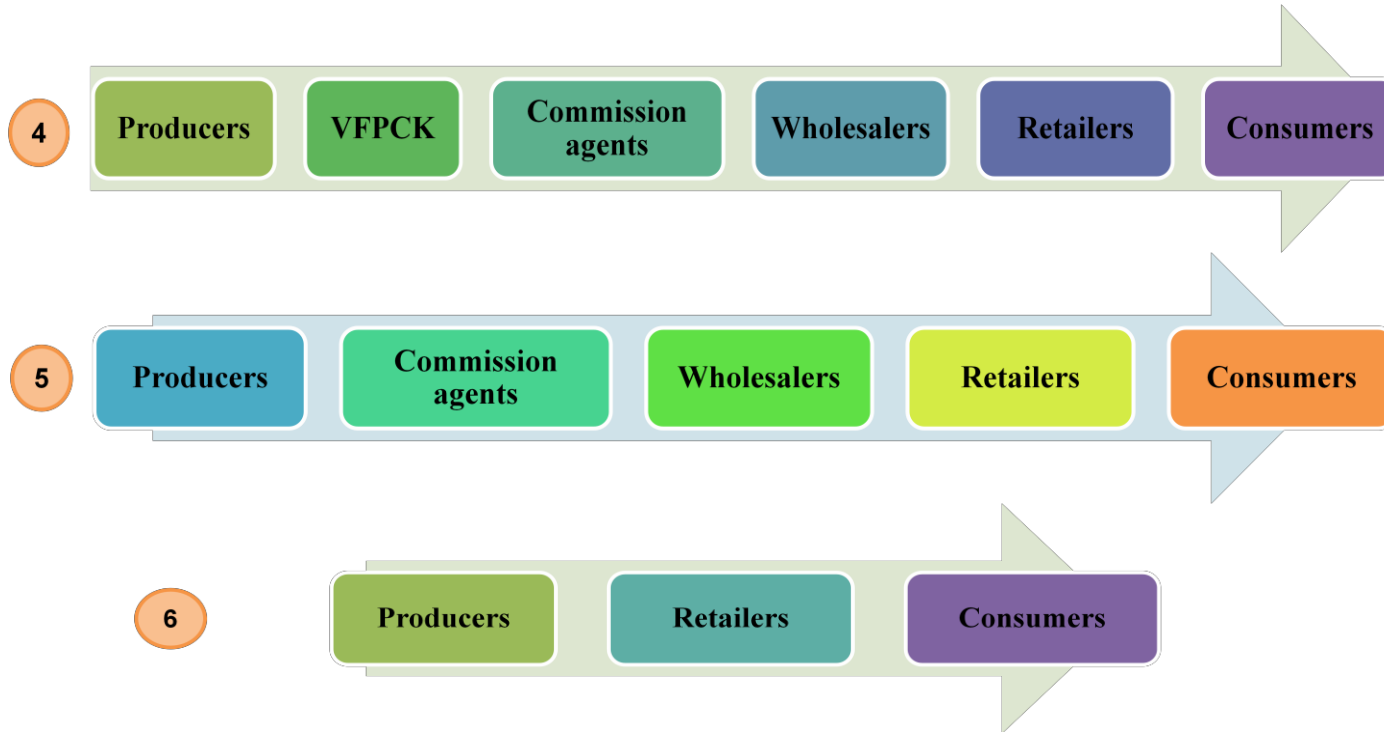 4
Producers
VFPCK
Commission
agents
Wholesalers
Retailers
Consumers
5
Producers
Commission
agents
Wholesalers
Retailers
Consumers
6
Producers
Retailers
Consumers